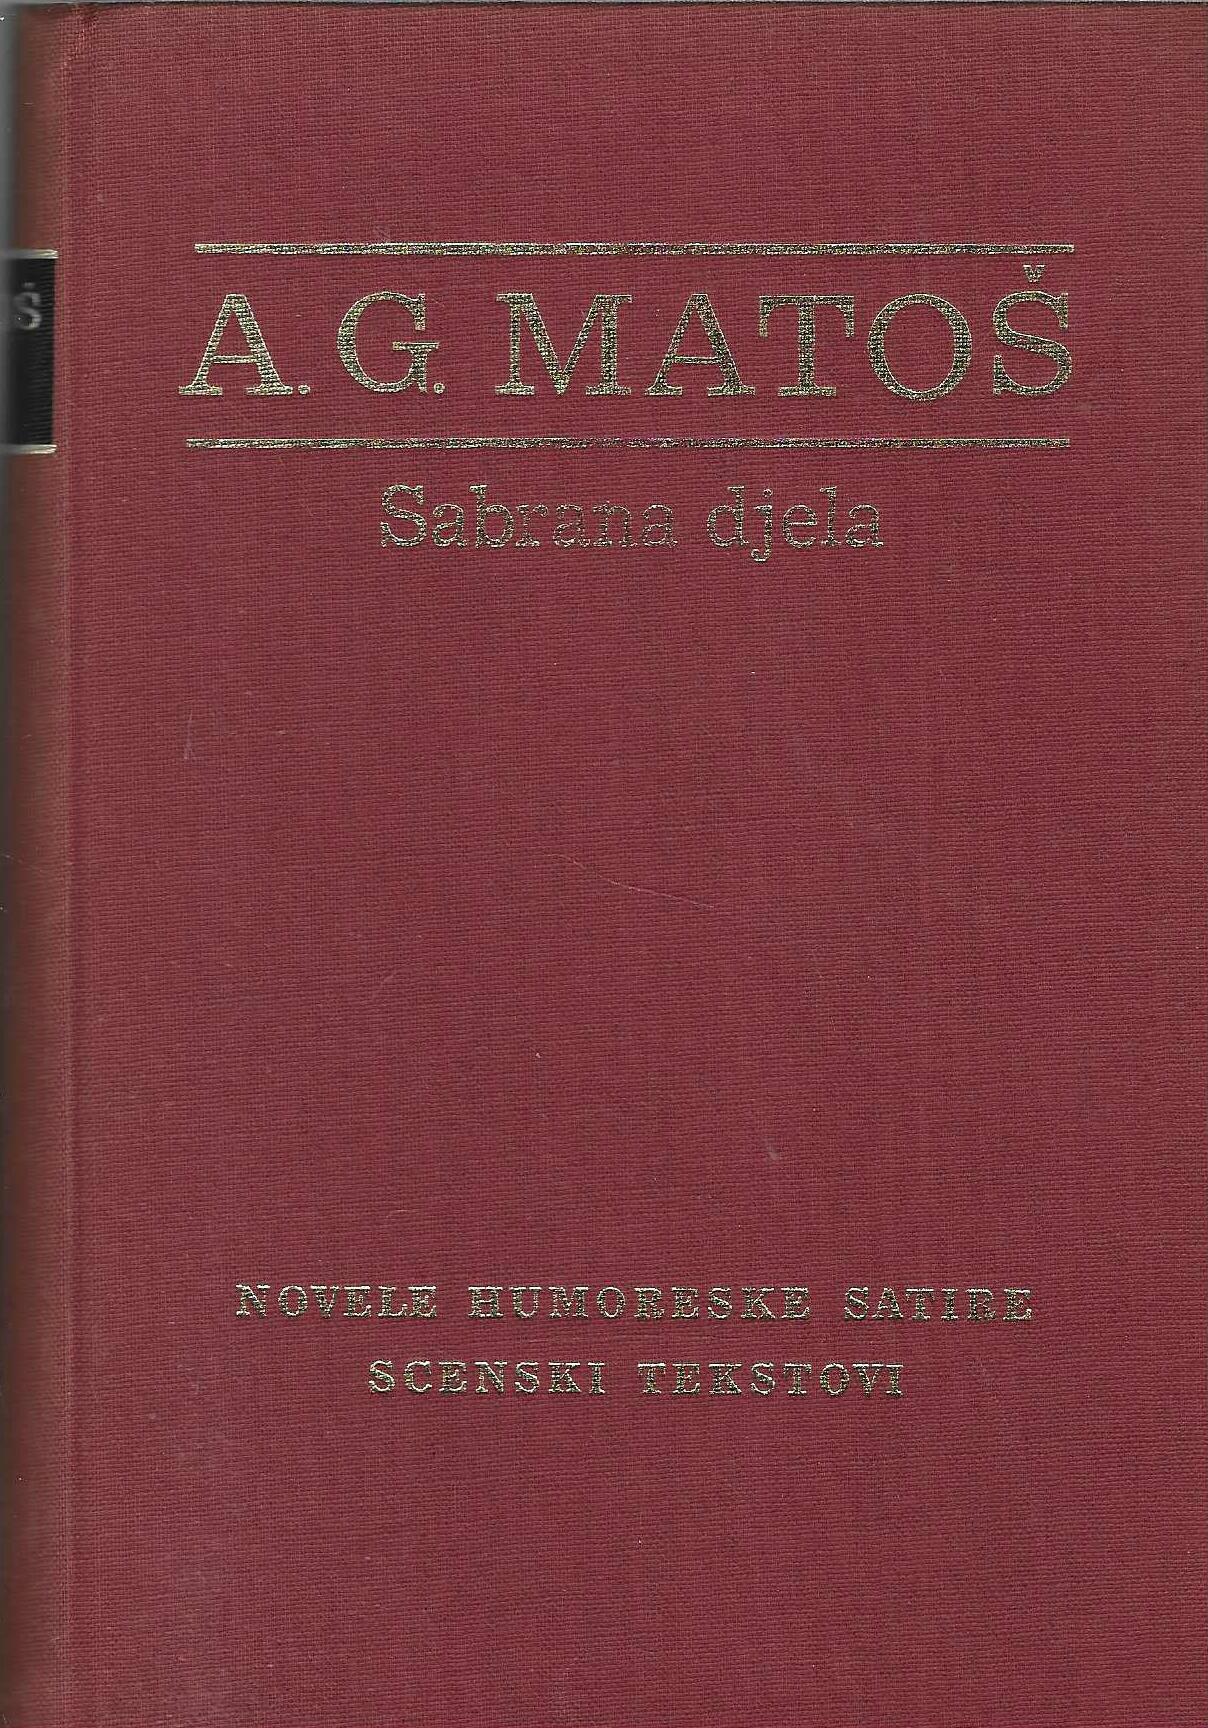 A. G. MATOŠ
Sabrana djela
NOVELE HUMORESKE SATIRE
SCENSKI TEKSTOVI